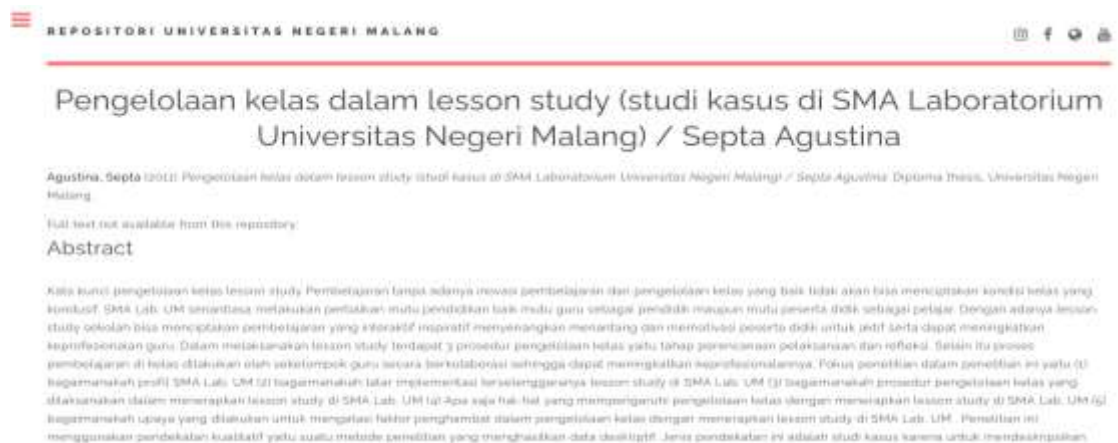 REPOSITORI UNIVERSITAS NEGERI MALANG
Pengelolaan kelas dalam lesson study (studi kasus di SMA Laboratorium
Universitas Negeri Malang) / Septa Agustina
Agustina, Septa (2011) Pengelolaan kelas dalam lesson study (studi kasus di SMA Laboratorium Universitas Negeri Malang) / Septa Agustina. Diploma thesis, Universitas Negeri
Malang.
Full text not available from this repository.
Abstract
Kata kunci pengelolaan kelas lesson study Pembelajaran tanpa adanya inovasi pembelajaran dan pengelolaan kelas yang baik tidak akan bisa menciptakan kondisi kelas yang
kondusif. SMA Lab. UM senantiasa melakukan perbaikan mutu pendidikan baik mutu guru sebagai pendidik maupun mutu peserta didik sebagai pelajar. Dengan adanya lesson
study sekolah bisa menciptakan pembelajaran yang interaktif inspiratif menyenangkan menantang dan memotivasi peserta didik untuk aktif serta dapat meningkatkan
keprofesionalan guru. Dalam melaksanakan lesson study terdapat 3 prosedur pengelolaan kelas yaitu tahap perencanaan pelaksanaan dan refleksi. Selain itu proses
pembelajaran di kelas dilakukan oleh sekelompok guru secara berkolaborasi sehingga dapat meningkatkan keprofesionalannya. Fokus penelitian dalam penelitian ini yaitu (1)
bagaimanakah profil SMA Lab. UM (2) bagaimanakah latar implementasi terselenggaranya lesson study di SMA Lab. UM (3) bagaimanakah prosedur pengelolaan kelas yang
dilaksanakan dalam menerapkan lesson study di SMA Lab. UM (4) Apa saja hal-hal yang mempengaruhi pengelolaan kelas dengan menerapkan lesson study di SMA Lab. UM (5)
bagaimanakah upaya yang dilakukan untuk mengatasi faktor penghambat dalam pengelolaan kelas dengan menerapkan lesson study di SMA Lab. UM . Penelitian ini
menggunakan pendekatan kualitatif yaitu suatu metode penelitian yang menghasilkan data deskriptif. Jenis pendekatan ini adalah studi kasus karena untuk mendeskripsikan